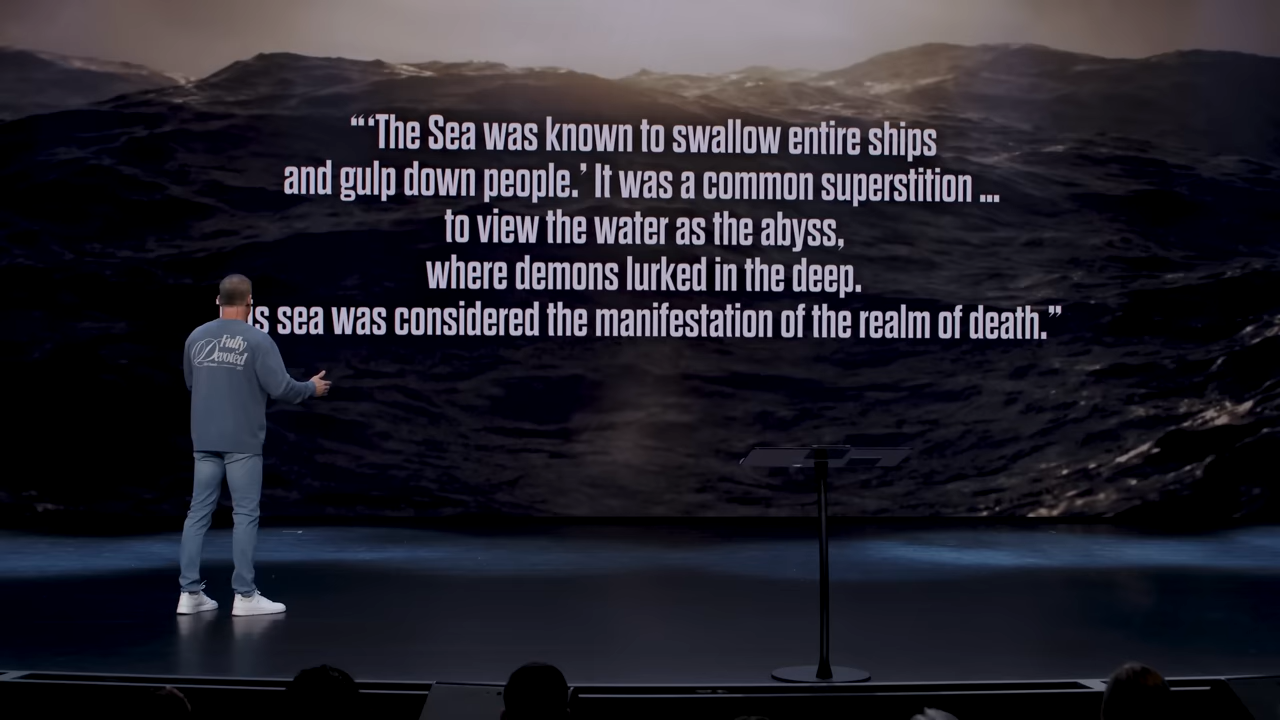 “‘The Sea was known to swallow entire ships
and gulp down people.’ It was a common superstition ...
to view the water as the abyss,
where demons lurked in the deep.
is sea was considered the manifestation of the realm of death.”
Fully
Devoted